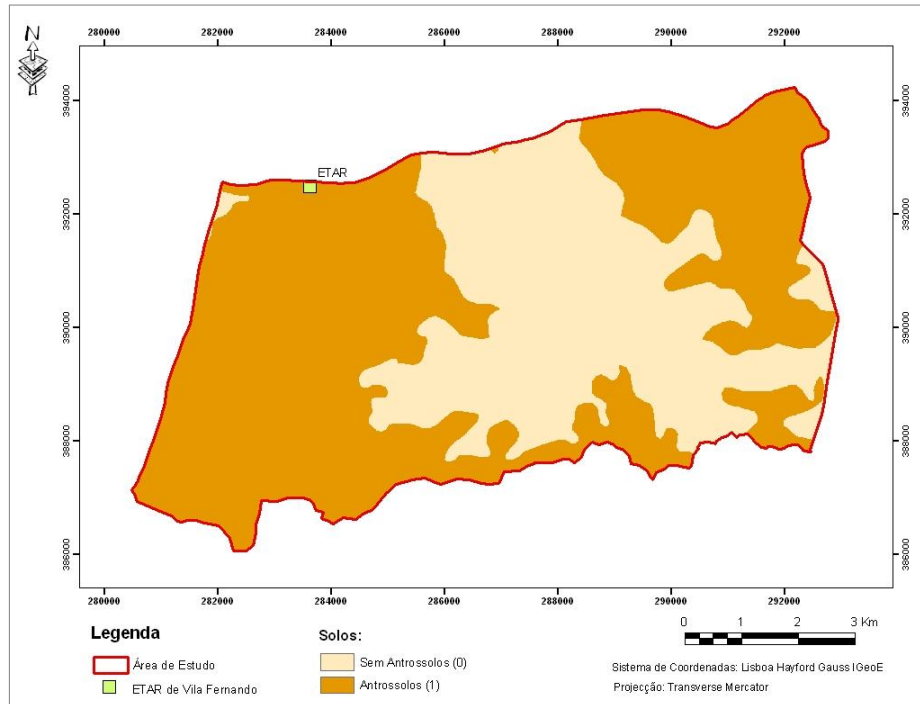 N
280000 282000 284000 286000 288000 290000 292000
394000
392000
390000
388000
386000
394000
392000
390000
388000
386000
ETAR
280000 282000 284000 286000 288000 290000 292000
Legenda
Área de Estudo
ETAR de Vila Fernando
Solos:
Sem Antrossolos (0)
Antrossolos (1)
0 1 2 3 Km
Sistema de Coordenadas: Lisboa Hayford Gauss IGeoE
Projecção: Transverse Mercator